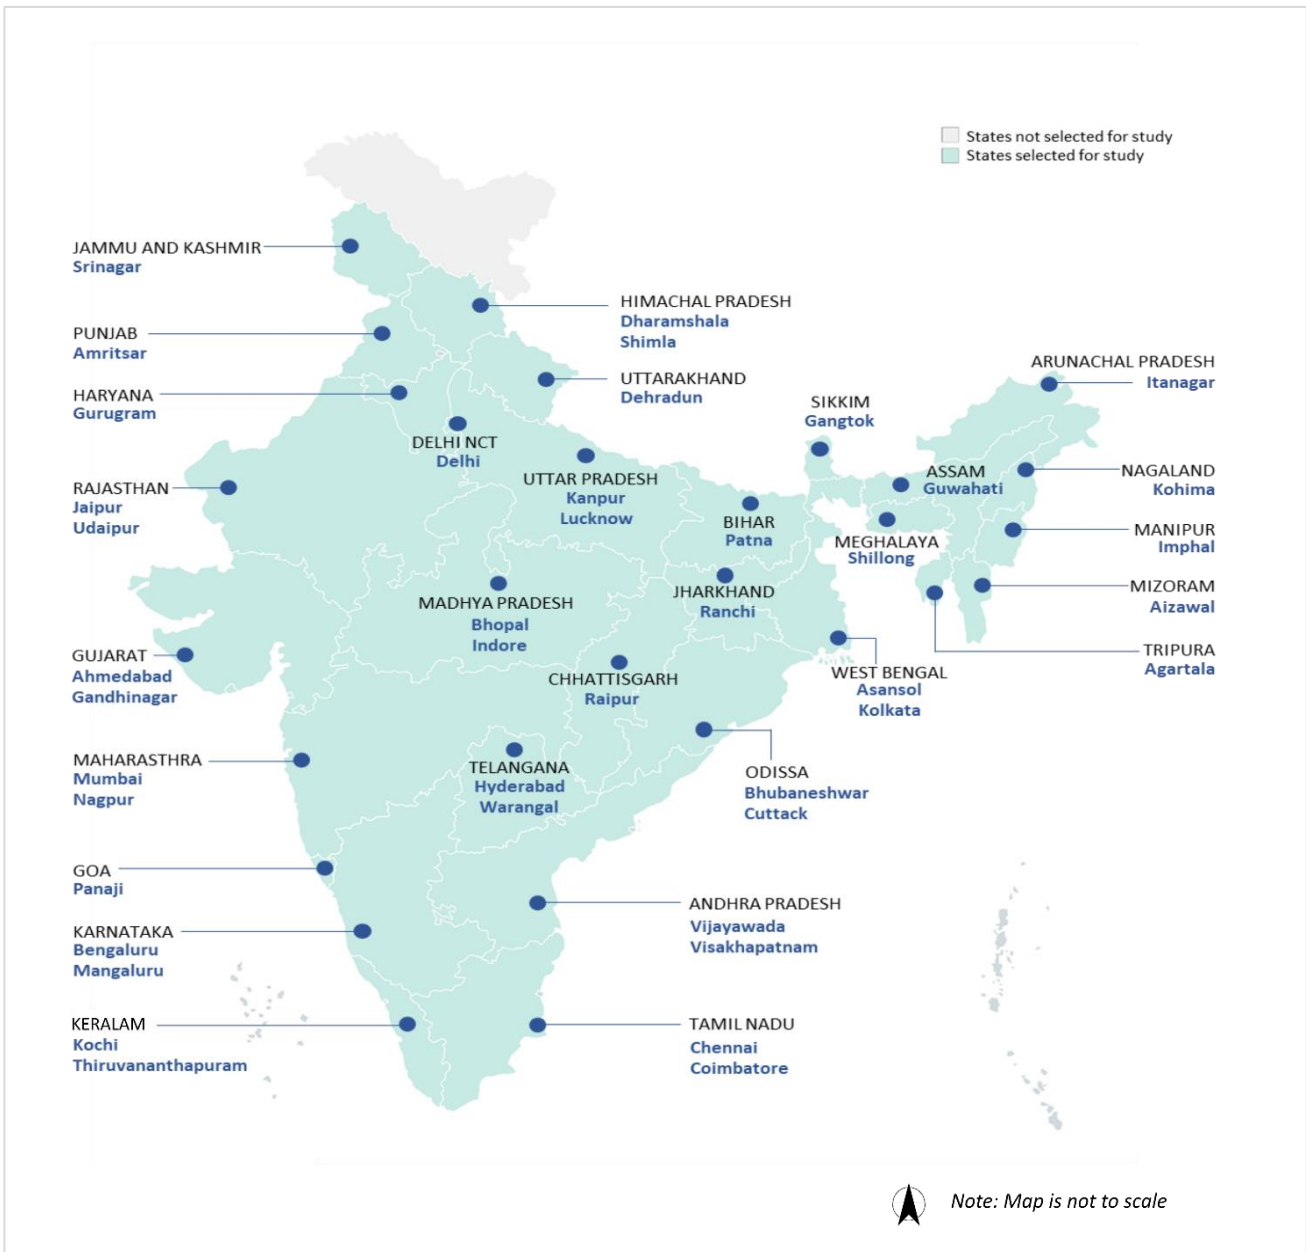 States not selected for study
States selected for study
JAMMU AND KASHMIR
Srinagar
PUNJAB
Amritsar
HARYANA
Gurugram
RAJASTHAN
Jaipur
Udaipur
GUJARAT
Ahmedabad
Gandhinagar
MAHARASTHRA
Mumbai
Nagpur
GOA
Panaji
KARNATAKA
Bengaluru
Mangaluru
KERALAM
Kochi
Thiruvananthapuram
HIMACHAL PRADESH
Dharamshala
Shimla
UTTARAKHAND
Dehradun
DELHI NCT
Delhi
UTTAR PRADESH
Kanpur
Lucknow
BIHAR
Patna
MADHYA PRADESH
Bhopal
Indore
JHARKHAND
Ranchi
CHHATTISGARH
Raipur
TELANGANA
Hyderabad
Warangal
SIKKIM
Gangtok
ARUNACHAL PRADESH
Itanagar
ASSAM
Guwahati
NAGALAND
Kohima
MEGHALAYA
Shillong
MANIPUR
Imphal
MIZORAM
Aizawal
TRIPURA
Agartala
WEST BENGAL
Asansol
Kolkata
ODISSA
Bhubaneshwar
Cuttack
ANDHRA PRADESH
Vijayawada
Visakhapatnam
TAMIL NADU
Chennai
Coimbatore
Note: Map is not to scale